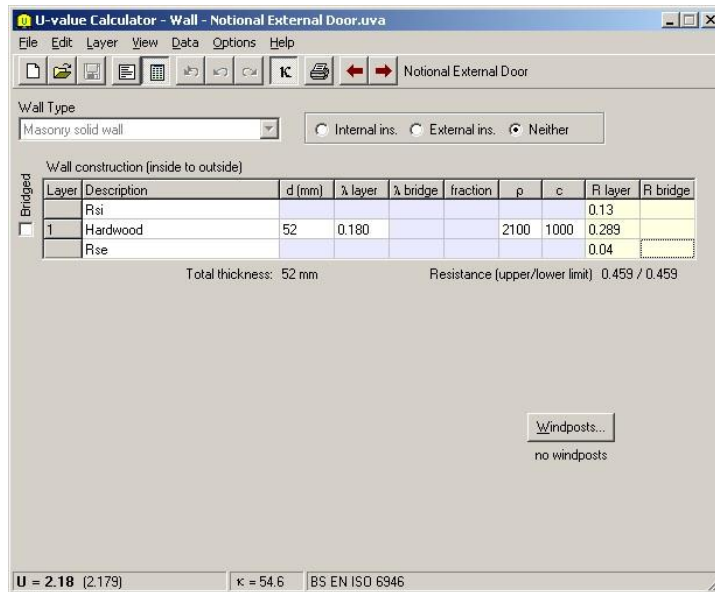 U-value Calculator - Wall - Notional External Door.uva
File Edit Layer View Data Options Help
K Notional External Door
Wall Type
Masonry solid wall
Internal ins. External ins. Neither
Wall construction (inside to outside)
Bridged
Layer Description d (mm) λ layer λ bridge fraction ρ c R layer R bridge
Rsi 0.13
1 Hardwood 52 0.180 2100 1000 0.289
Rse 0.04
Total thickness: 52 mm Resistance (upper/lower limit) 0.459 / 0.459
Windposts...
no windposts
U = 2.18 (2.179) κ = 54.6 BS EN ISO 6946